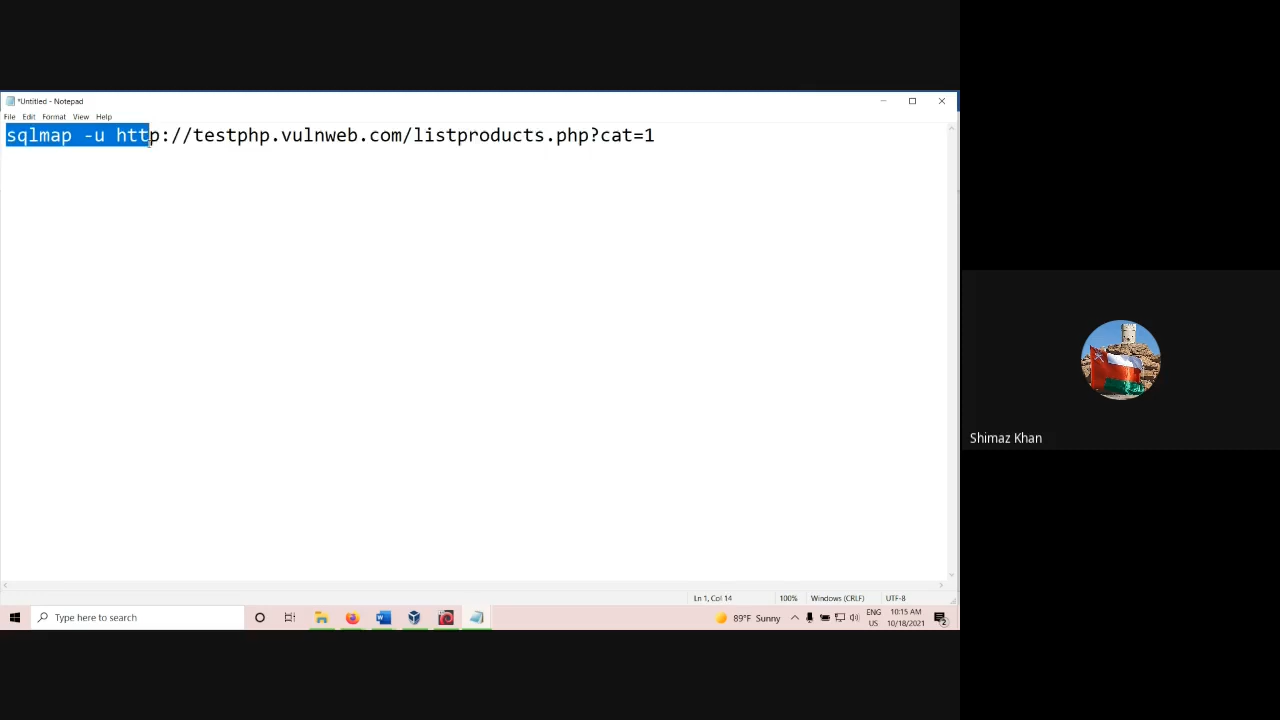 *Untitled - Notepad
File Edit Format View Help
sqlmap -u http://testphp.vulnweb.com/listproducts.php?cat=1
Shimaz Khan
Ln 1, Col 14 100% Windows (CRLF) UTF-8
Type here to search
89°F Sunny
ENG
US
10:15 AM
10/18/2021
2